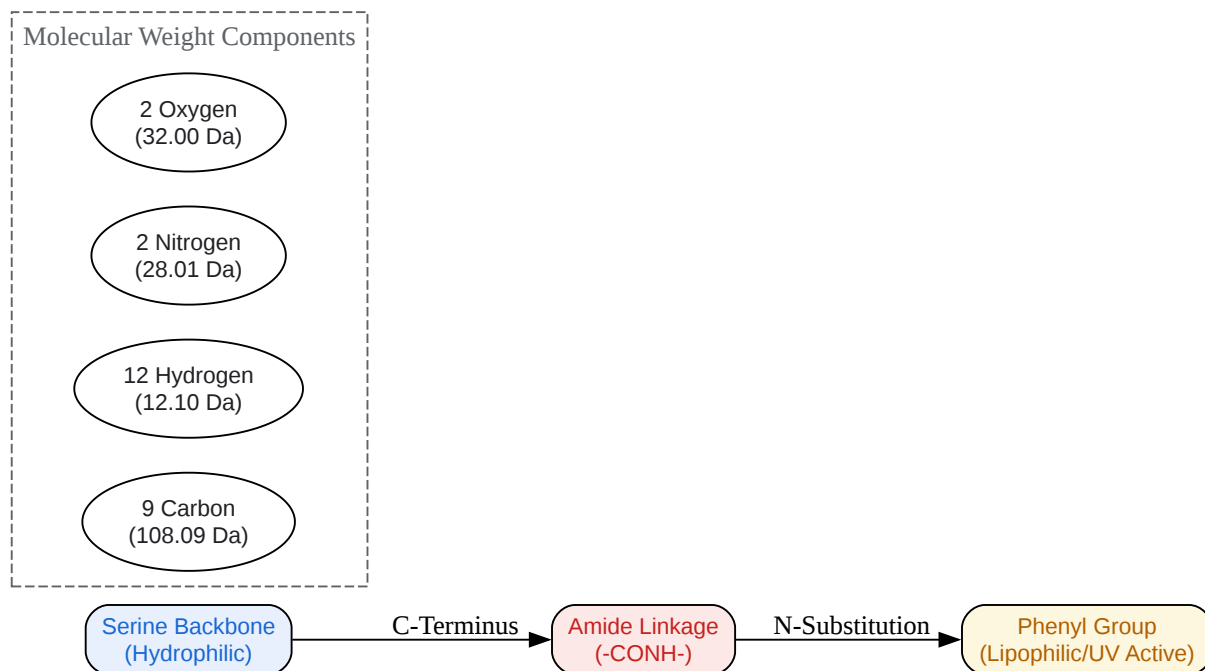 Molecular Weight Components
2 Oxygen
(32.00 Da)
2 Nitrogen
(28.01 Da)
12 Hydrogen
(12.10 Da)
9 Carbon
(108.09 Da)
Serine Backbone
(Hydrophilic)
C-Terminus
Amide Linkage
(-CONH-)
N-Substitution
Phenyl Group
(Lipophilic/UV Active)